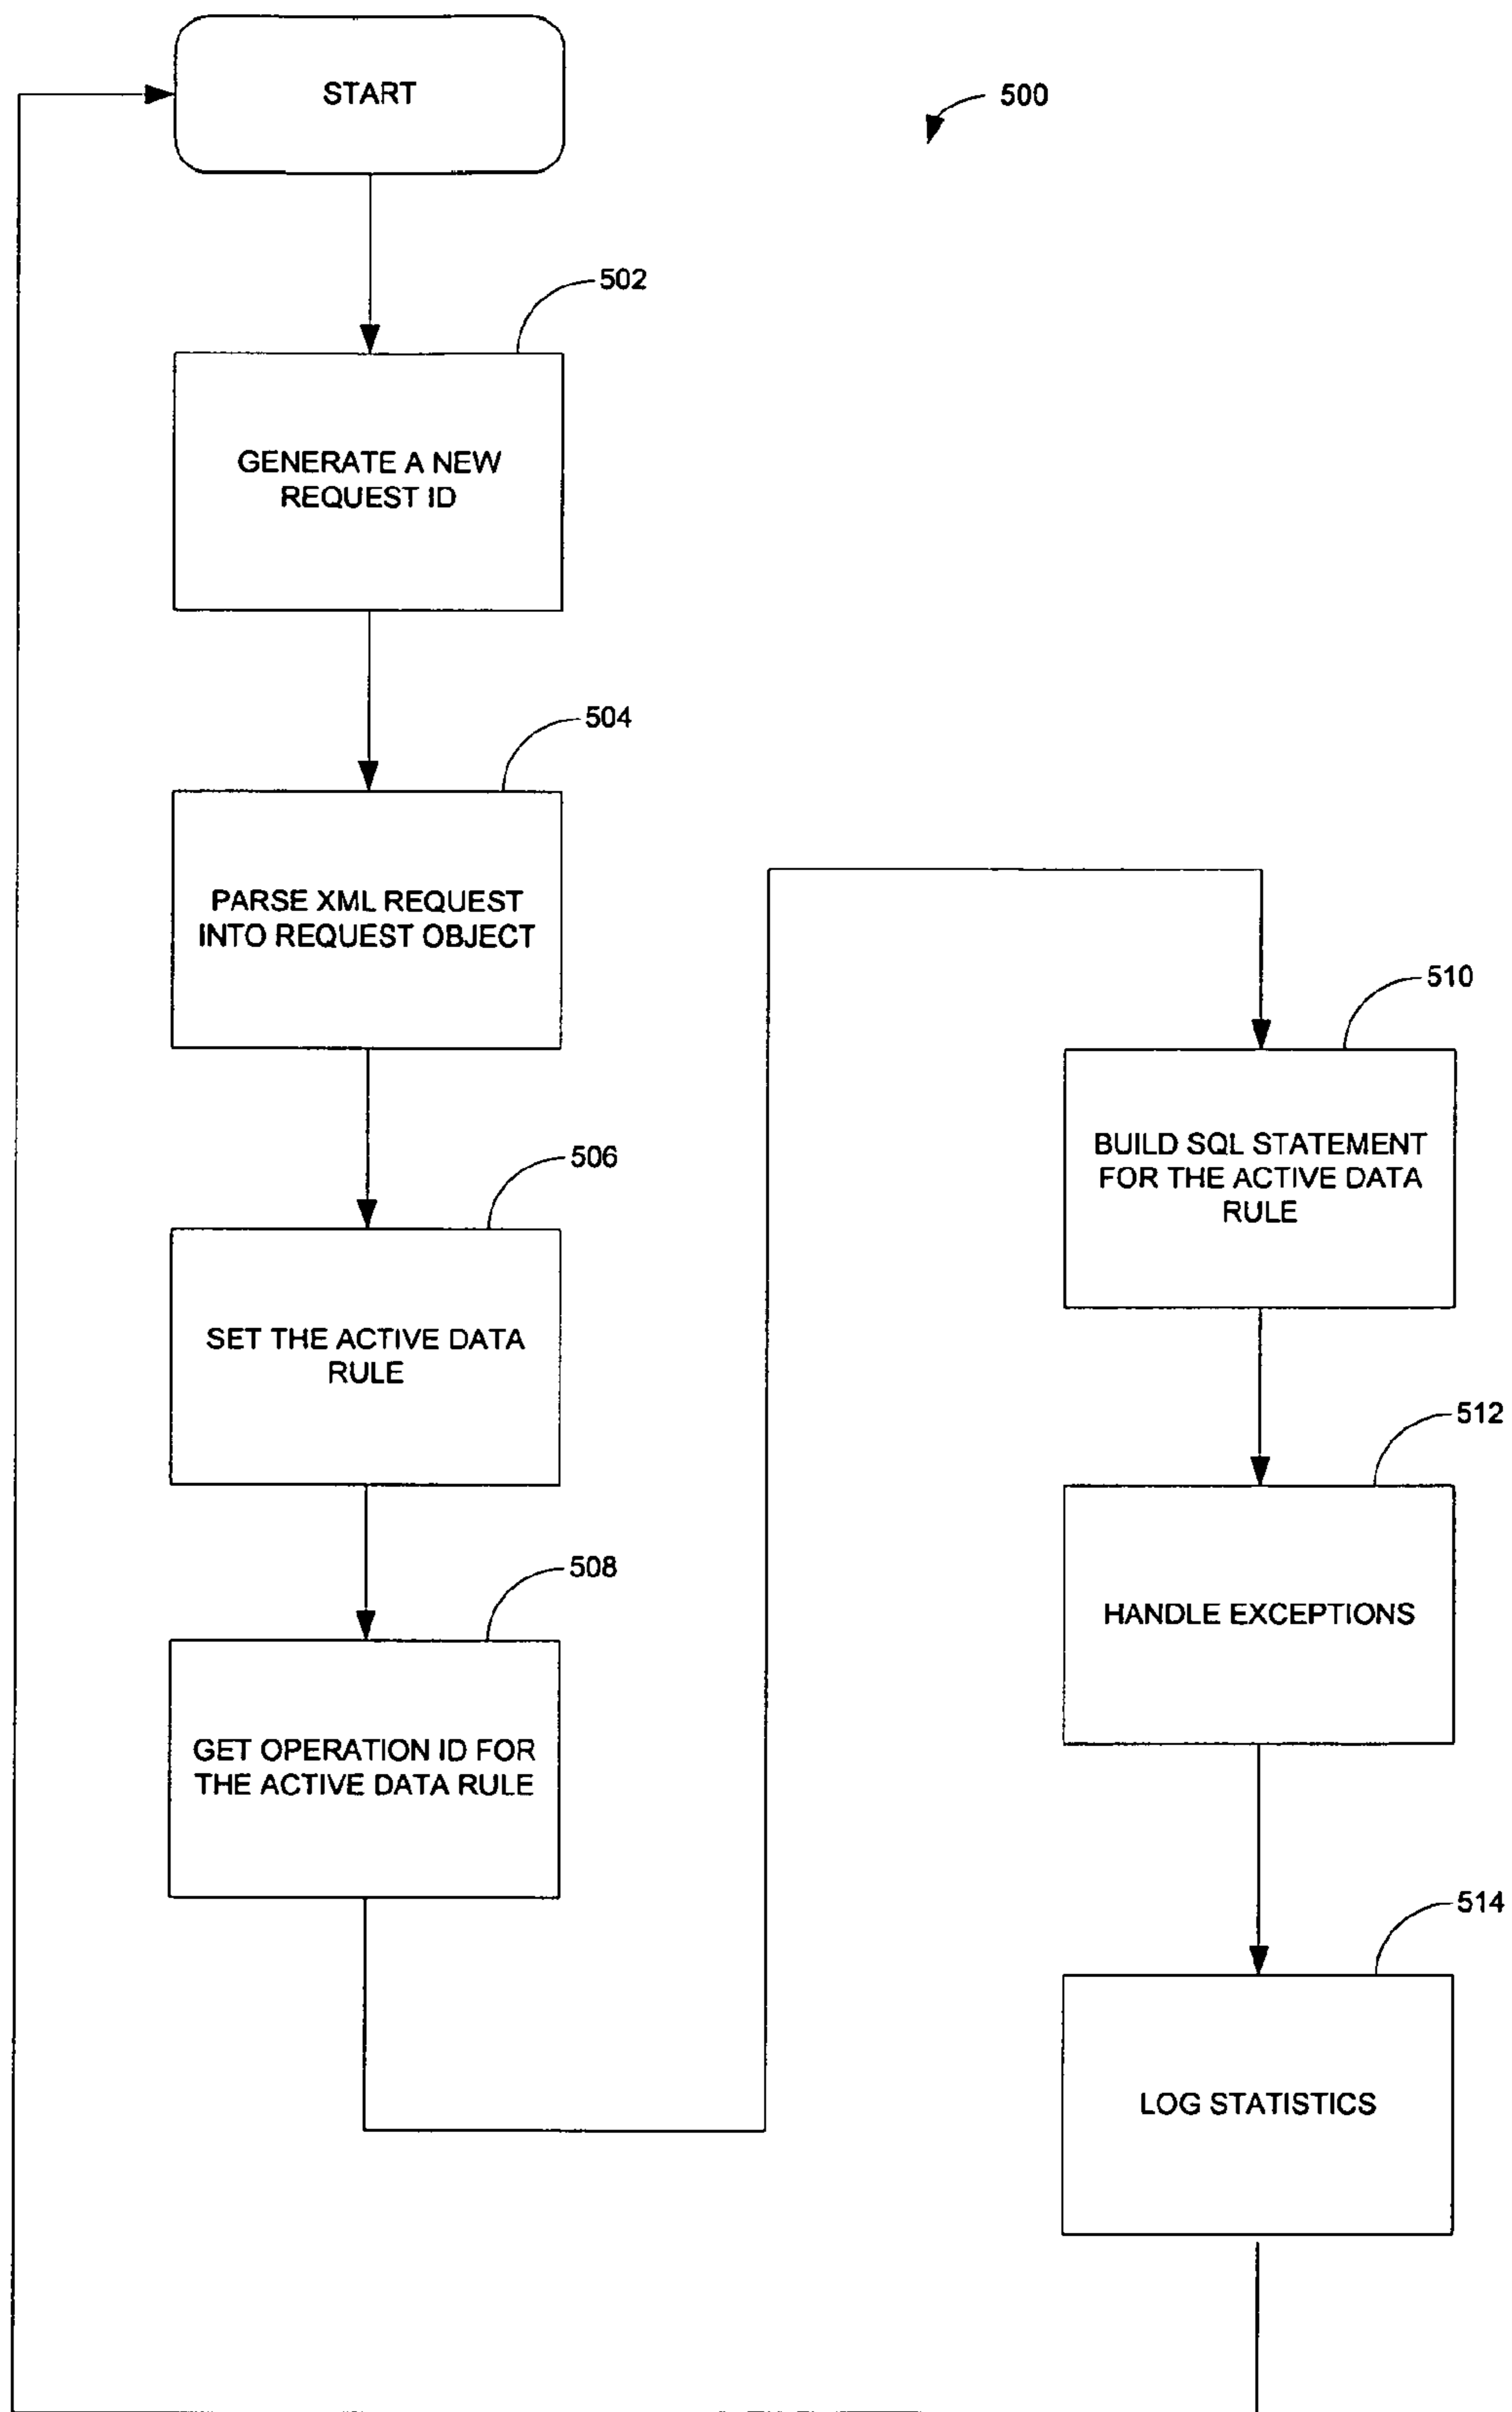 START
500
502
GENERATE A NEW
REQUEST ID
504
PARSE XML REQUEST
INTO REQUEST OBJECT
506
SET THE ACTIVE DATA
RULE
508
GET OPERATION ID FOR
THE ACTIVE DATA RULE
510
BUILD SQL STATEMENT
FOR THE ACTIVE DATA
RULE
512
HANDLE EXCEPTIONS
514
LOG STATISTICS